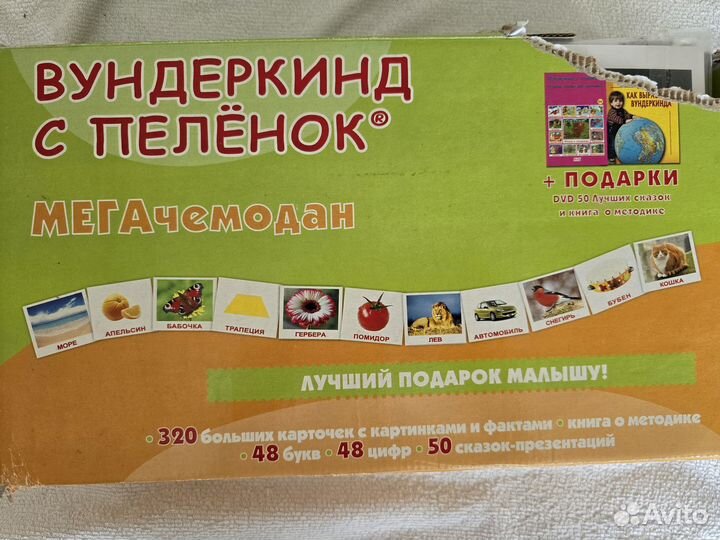 ВУНДЕРКИНД
С ПЕЛЁНОК®
КАК ВЫРАС
ВУНДЕРКИНДА
DVD
+ ПОДАРКИ
DVD 50 Лучших сказок
и книга о методике
МЕГАчемодан
МОРЕ
АПЕЛЬСИН
БАБОЧКА
ТРАПЕЦИЯ
ГЕРБЕРА
ПОМИДОР
ЛЕВ
АВТОМОБИЛЬ
СНЕГИРЬ
БУБЕН
КОШКА
ЛУЧШИЙ ПОДАРОК МАЛЫШУ!
• 320 больших карточек с картинками и фактами • книга о методике
• 48 букв • 48 цифр • 50 сказок-презентаций
Avito